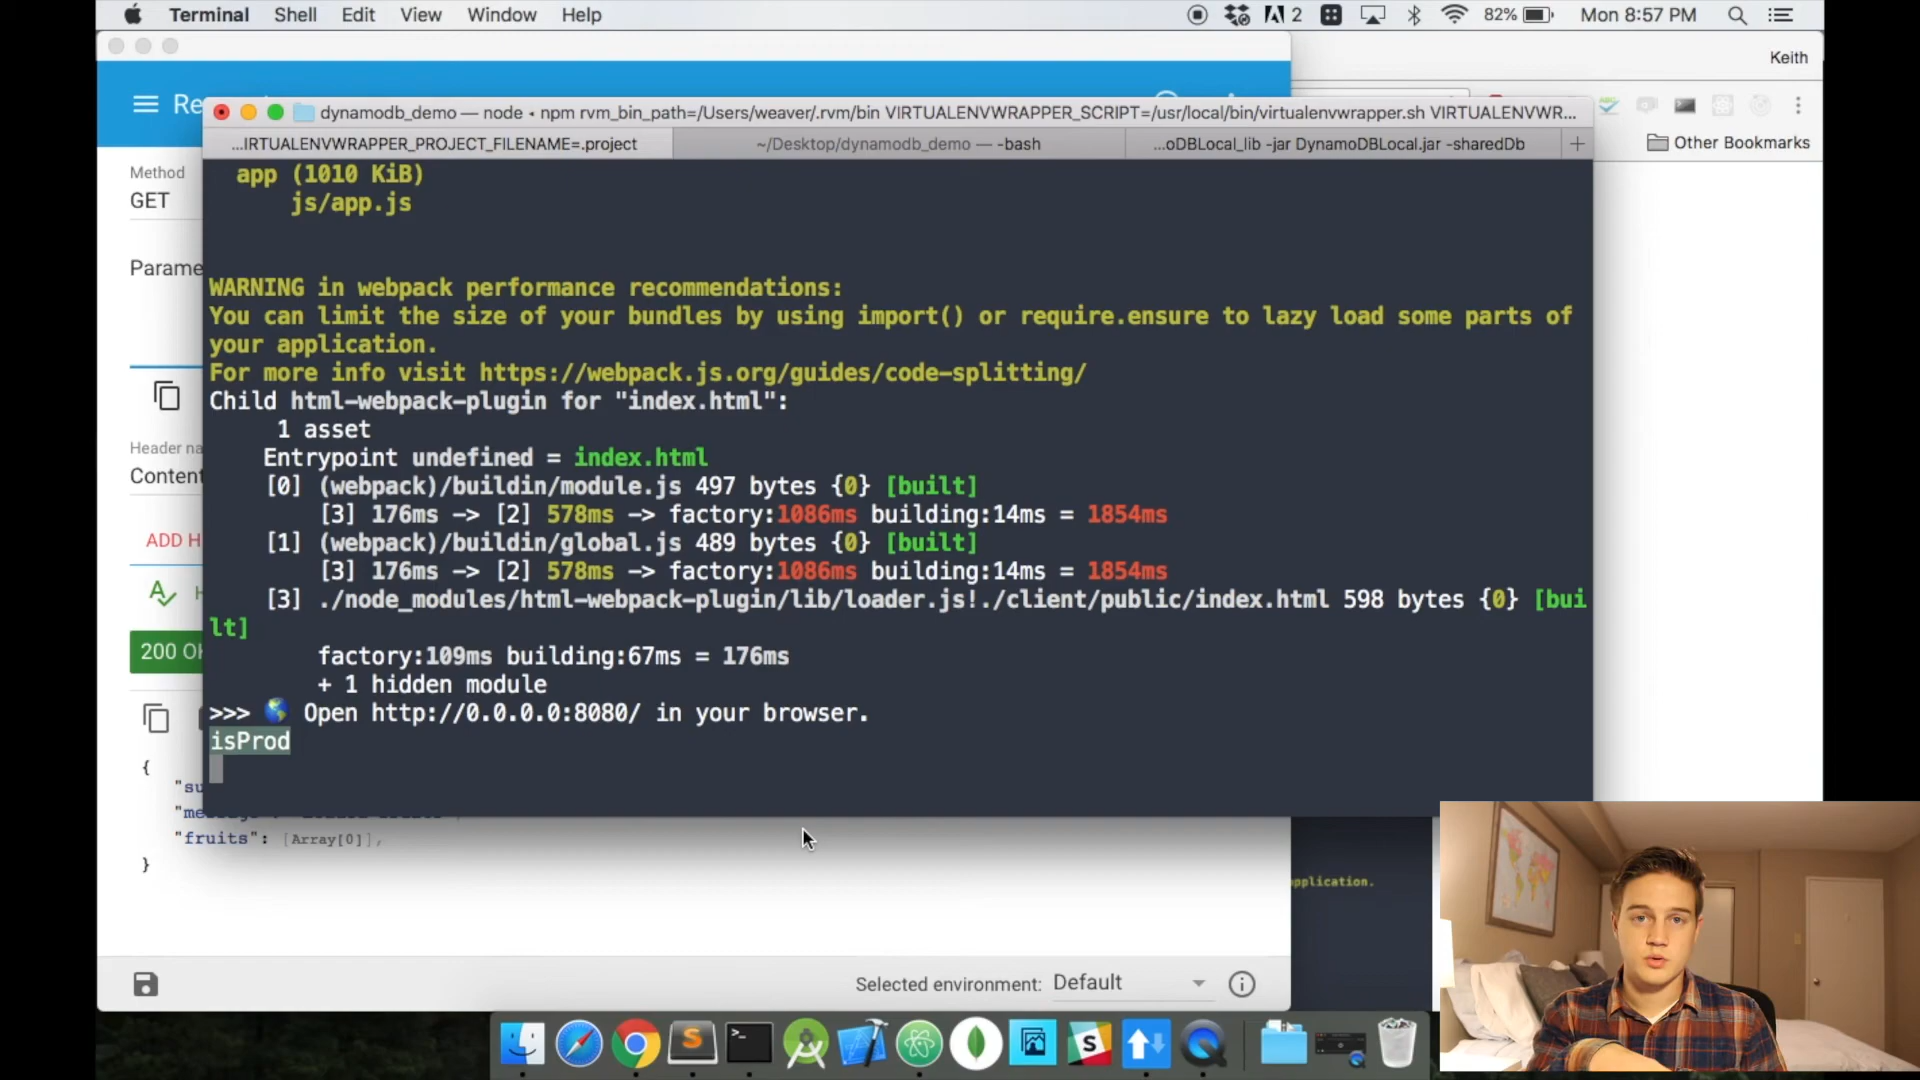 Terminal Shell Edit View Window Help 2 82% Mon 8:57 PM
Keith
Re
dynamodb_demo — node ◂ npm rvm_bin_path=/Users/weaver/.rvm/bin VIRTUALENVWRAPPER_SCRIPT=/usr/local/bin/virtualenvwrapper.sh VIRTUALENVWR...
...IRTUALENVWRAPPER_PROJECT_FILENAME=.project ~/Desktop/dynamodb_demo — -bash ...oDBLocal_lib -jar DynamoDBLocal.jar -sharedDb +
Other Bookmarks
Method
GET
Parame
app (1010 KiB)
js/app.js
WARNING in webpack performance recommendations:
You can limit the size of your bundles by using import() or require.ensure to lazy load some parts of
your application.
For more info visit https://webpack.js.org/guides/code-splitting/
Child html-webpack-plugin for "index.html":
1 asset
Entrypoint undefined = index.html
[0] (webpack)/buildin/module.js 497 bytes {0} [built]
[3] 176ms -> [2] 578ms -> factory:1086ms building:14ms = 1854ms
[1] (webpack)/buildin/global.js 489 bytes {0} [built]
[3] 176ms -> [2] 578ms -> factory:1086ms building:14ms = 1854ms
[3] ./node_modules/html-webpack-plugin/lib/loader.js!./client/public/index.html 598 bytes {0} [bui
lt]
factory:109ms building:67ms = 176ms
+ 1 hidden module
>>> 🌎 Open http://0.0.0.0:8080/ in your browser.
isProd
Header na
Content
ADD H
200 O
{
"su
"fruits": [Array[0]],
}
application.
Selected environment: Default